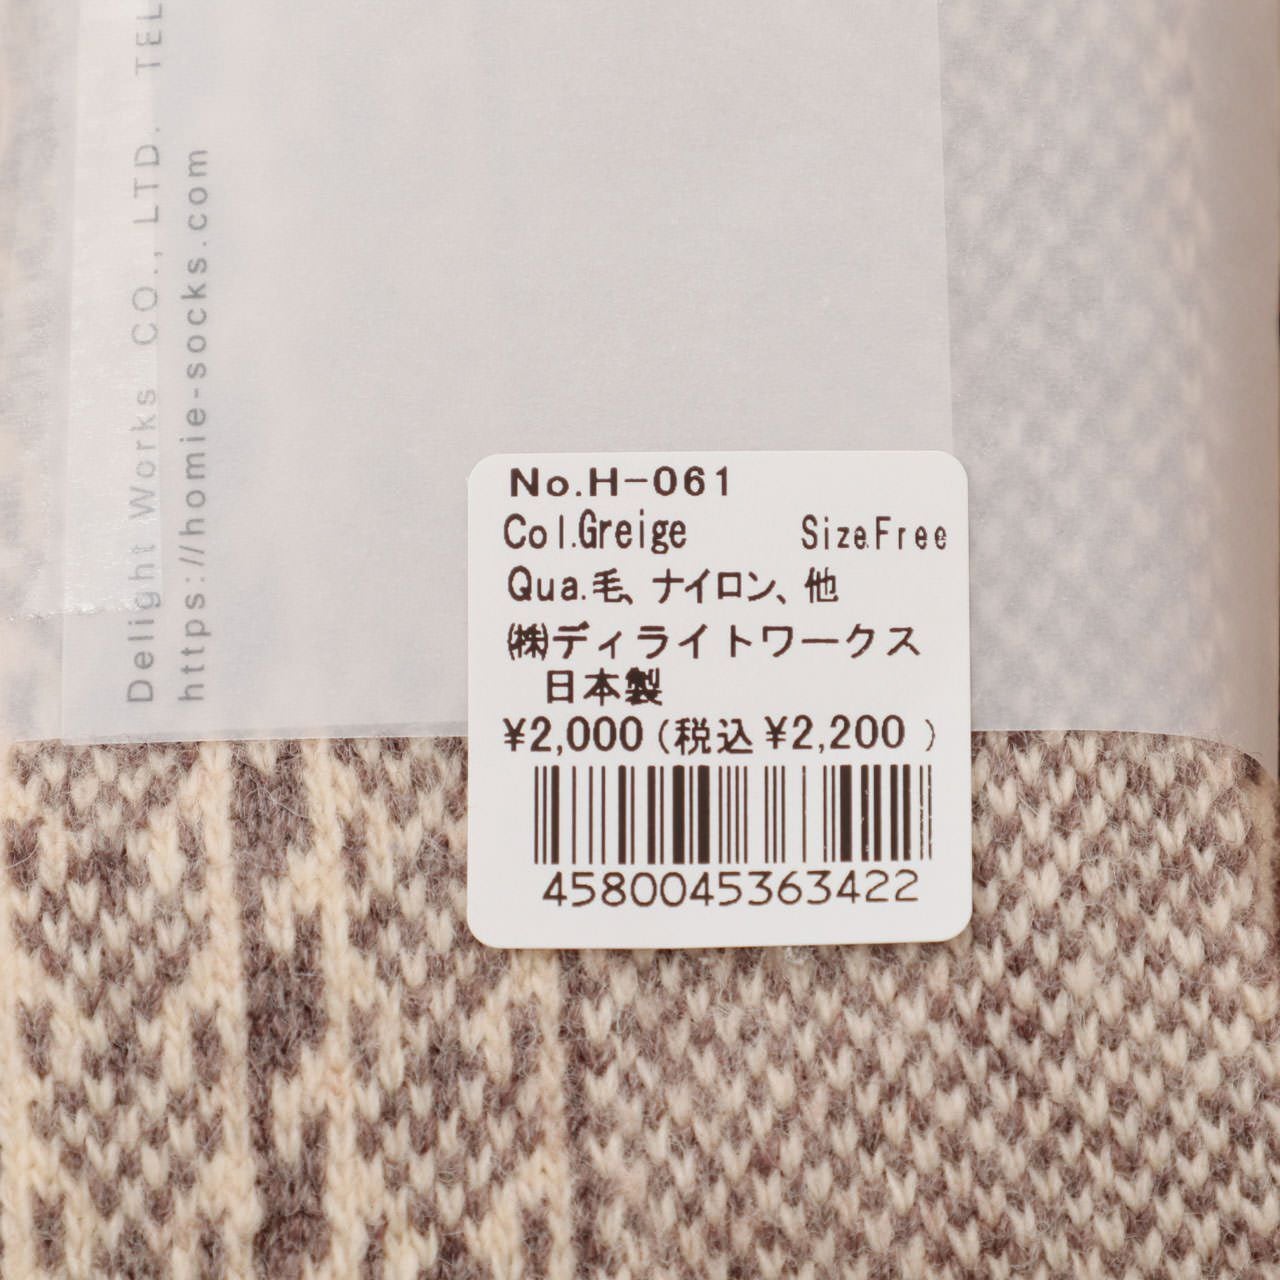 Delight Works CO., LTD. TEL
https://homie-socks.com
No.H-061
Col.Greige Size.Free
Qua.毛、ナイロン、他
㈱ディライトワークス
日本製
¥2,000(税込¥2,200 )
4580045363422